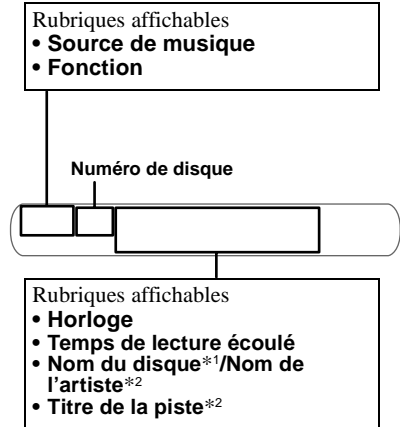 Rubriques affichables
• Source de musique
• Fonction
Numéro de disque
Rubriques affichables
• Horloge
• Temps de lecture écoulé
• Nom du disque*1/Nom de
l’artiste*2
• Titre de la piste*2